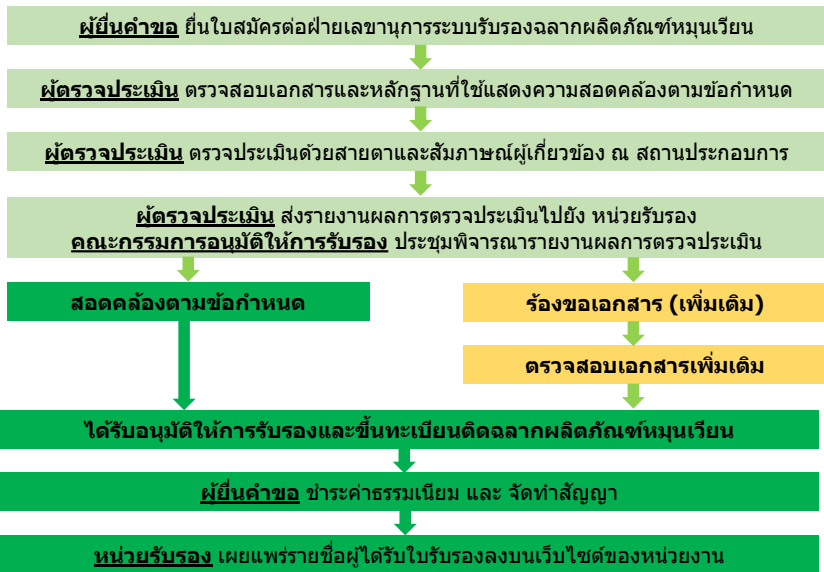 ผู้ยื่นคำขอ ยื่นใบสมัครต่อฝ่ายเลขานุการระบบรับรองฉลากผลิตภัณฑ์หมุนเวียน
ผู้ตรวจประเมิน ตรวจสอบเอกสารและหลักฐานที่ใช้แสดงความสอดคล้องตามข้อกำหนด
ผู้ตรวจประเมิน ตรวจประเมินด้วยสายตาและสัมภาษณ์ผู้เกี่ยวข้อง ณ สถานประกอบการ
ผู้ตรวจประเมิน ส่งรายงานผลการตรวจประเมินไปยัง หน่วยรับรอง
คณะกรรมการอนุมัติให้การรับรอง ประชุมพิจารณารายงานผลการตรวจประเมิน
สอดคล้องตามข้อกำหนด
ร้องขอเอกสาร (เพิ่มเติม)
ตรวจสอบเอกสารเพิ่มเติม
ได้รับอนุมัติให้การรับรองและขึ้นทะเบียนติดฉลากผลิตภัณฑ์หมุนเวียน
ผู้ยื่นคำขอ ชำระค่าธรรมเนียม และ จัดทำสัญญา
หน่วยรับรอง เผยแพร่รายชื่อผู้ได้รับใบรับรองลงบนเว็บไซต์ของหน่วยงาน